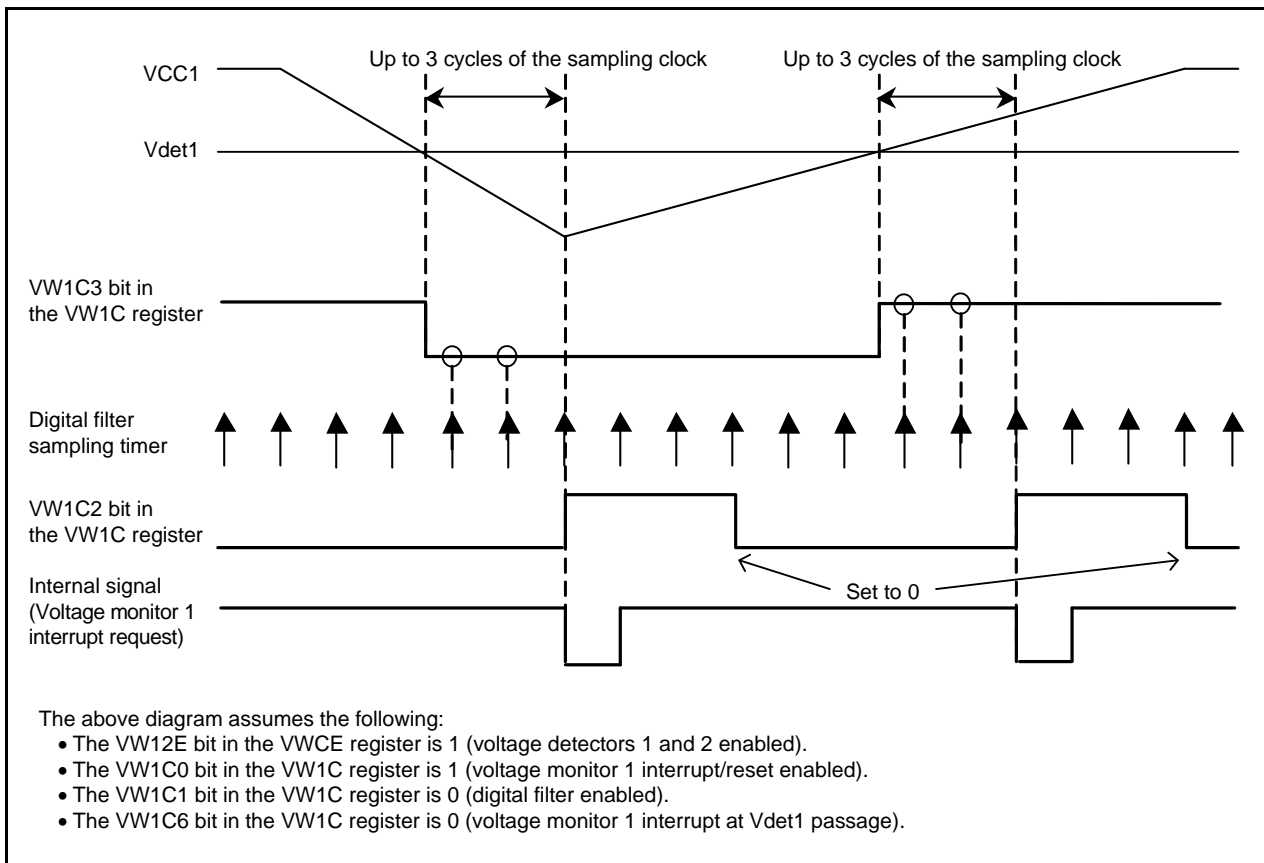 Up to 3 cycles of the sampling clock
Up to 3 cycles of the sampling clock
VCC1
Vdet1
VW1C3 bit in
the VW1C register
Digital filter
sampling timer
VW1C2 bit in
the VW1C register
Internal signal
(Voltage monitor 1
interrupt request)
Set to 0
The above diagram assumes the following:
• The VW12E bit in the VWCE register is 1 (voltage detectors 1 and 2 enabled).
• The VW1C0 bit in the VW1C register is 1 (voltage monitor 1 interrupt/reset enabled).
• The VW1C1 bit in the VW1C register is 0 (digital filter enabled).
• The VW1C6 bit in the VW1C register is 0 (voltage monitor 1 interrupt at Vdet1 passage).